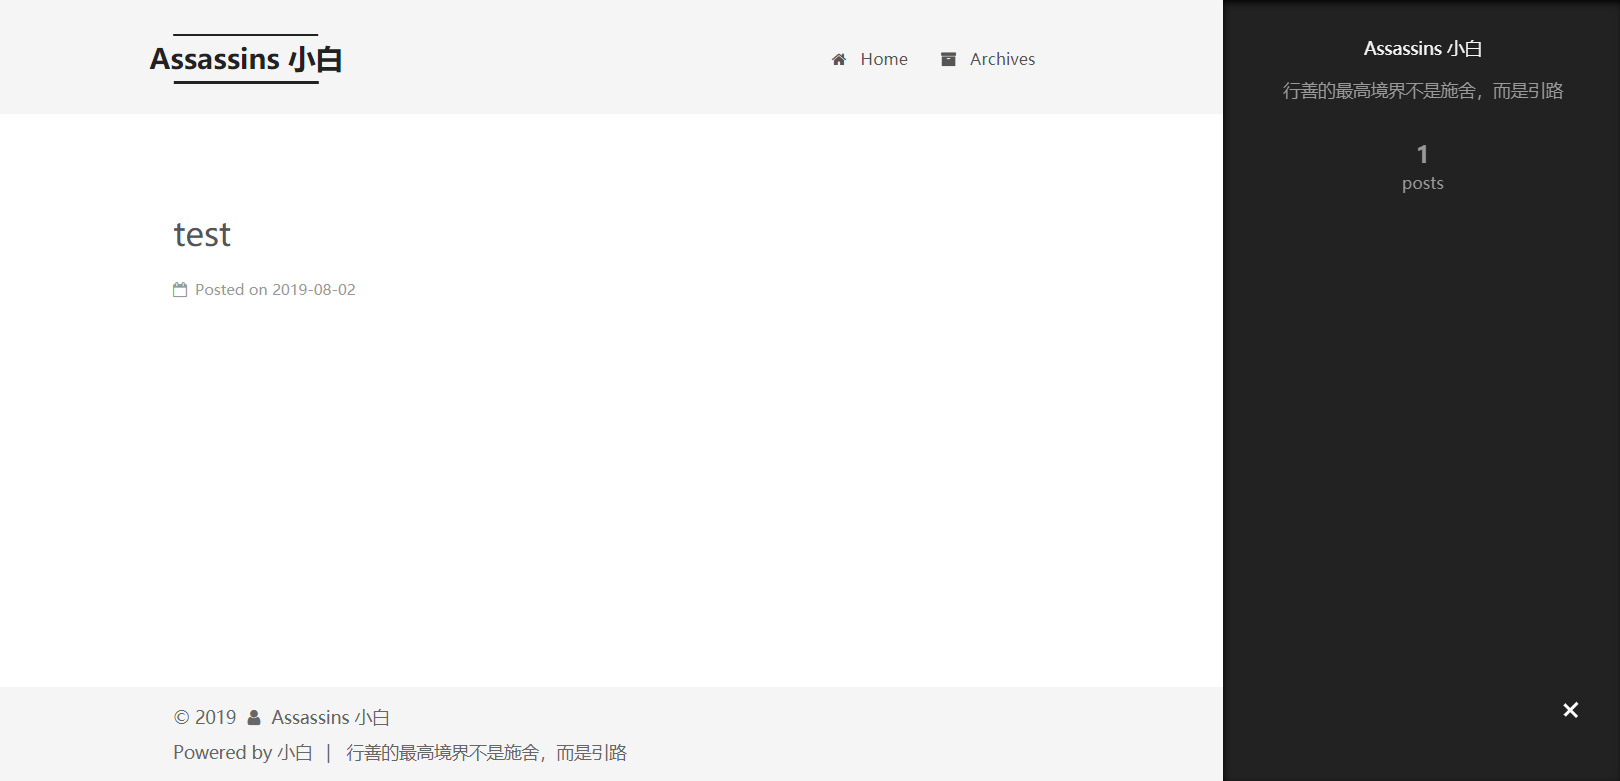 Assassins 小白
Home
Archives
test
Posted on 2019-08-02
© 2019 Assassins 小白
Powered by 小白 | 行善的最高境界不是施舍，而是引路
Assassins 小白
行善的最高境界不是施舍，而是引路
1
posts